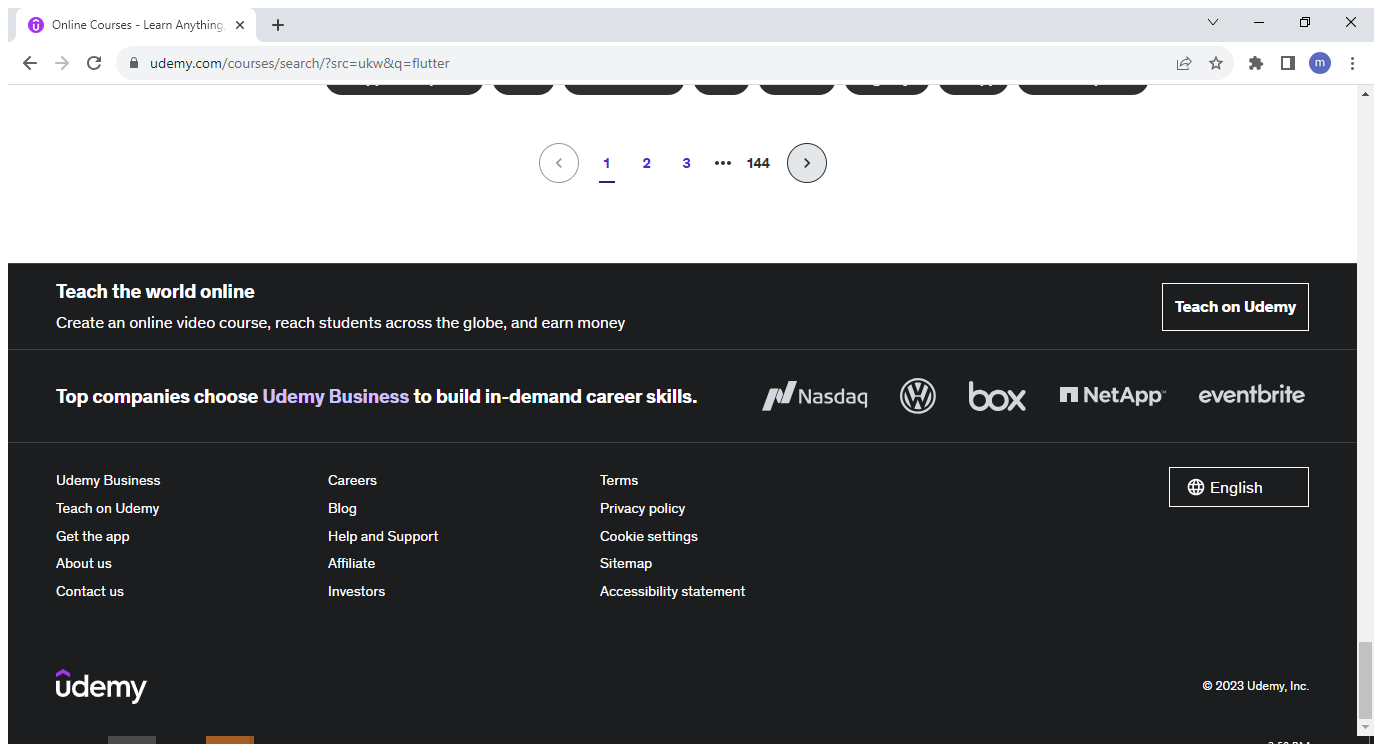 Online Courses - Learn Anything,
udemy.com/courses/search/?src=ukw&q=flutter
m
1 2 3 ••• 144
Teach the world online
Create an online video course, reach students across the globe, and earn money
Teach on Udemy
Top companies choose Udemy Business to build in-demand career skills.
Nasdaq
box
NetApp
eventbrite
Udemy Business
Teach on Udemy
Get the app
About us
Contact us
Careers
Blog
Help and Support
Affiliate
Investors
Terms
Privacy policy
Cookie settings
Sitemap
Accessibility statement
English
udemy
© 2023 Udemy, Inc.